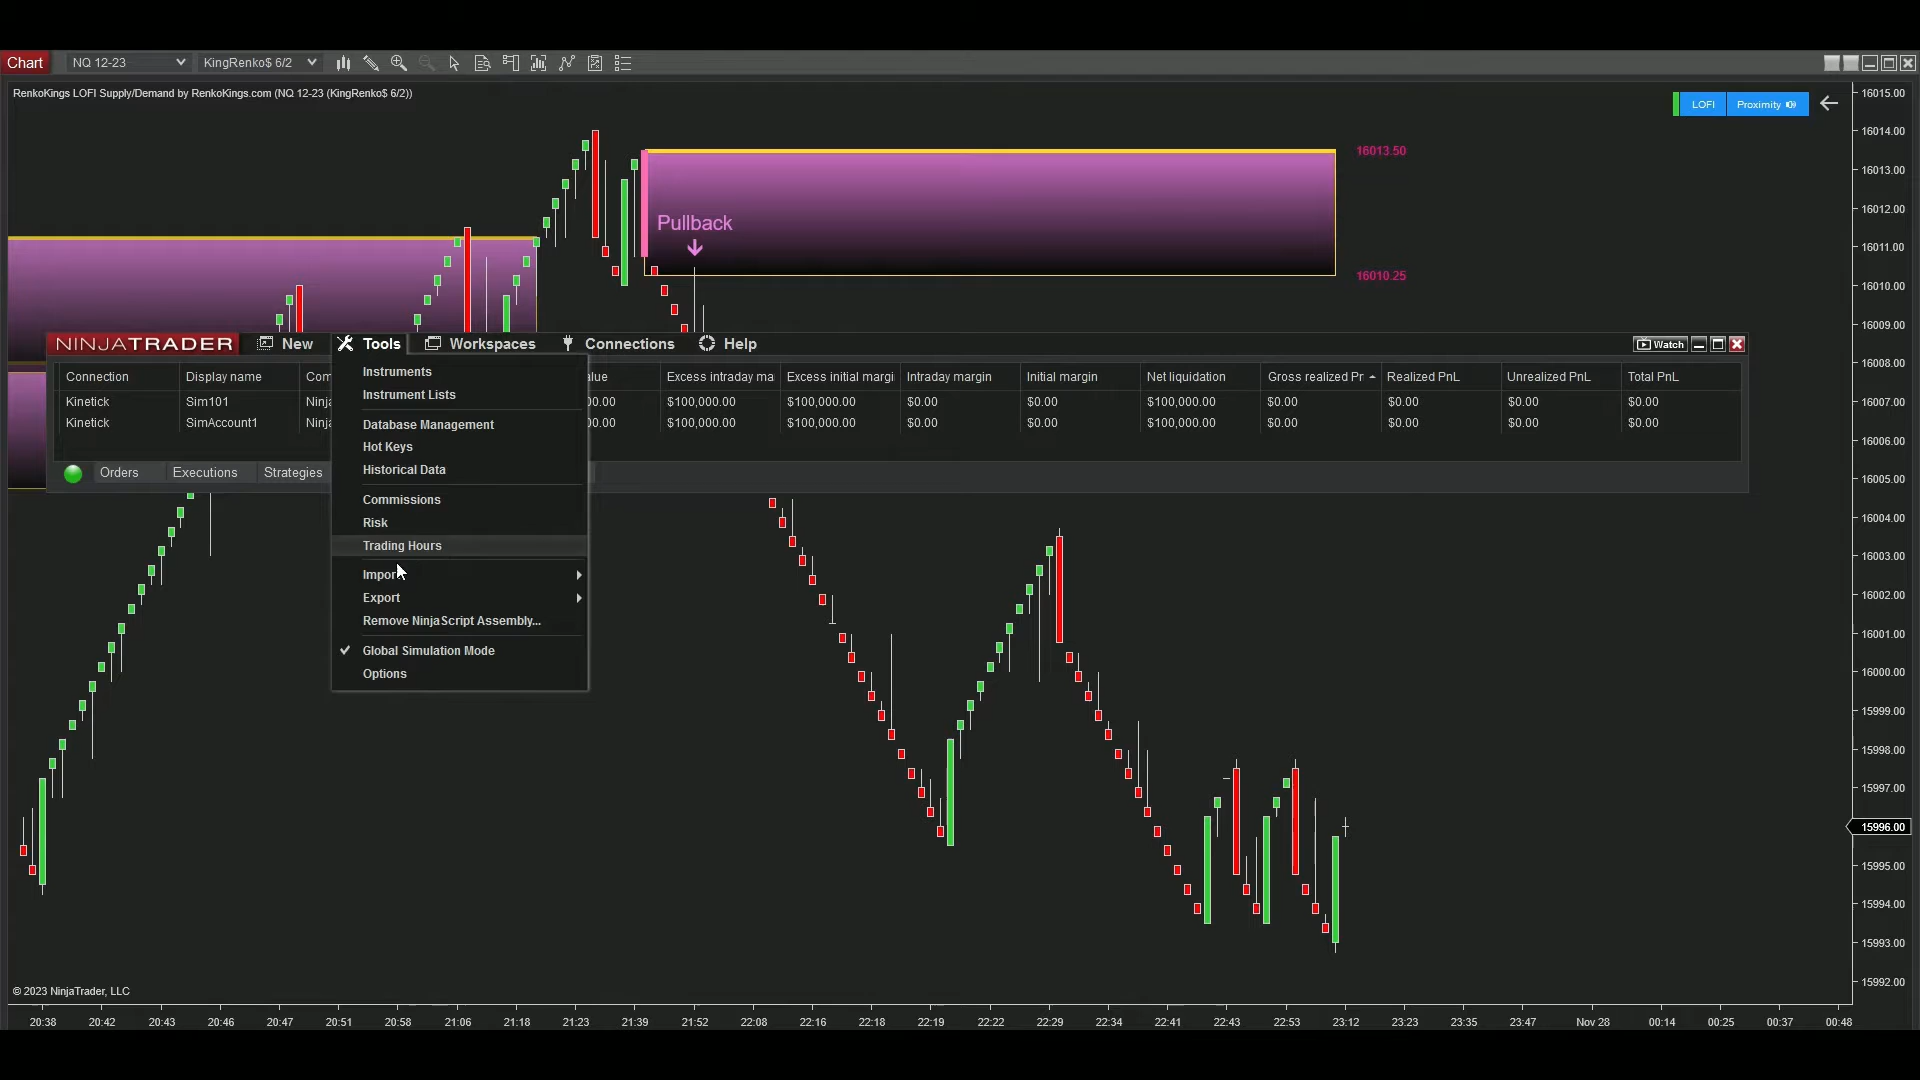 Chart NQ 12-23 KingRenko$ 6/2
RenkoKings LOFI Supply/Demand by RenkoKings.com (NQ 12-23 (KingRenko$ 6/2))
LOFI Proximity
16015.00
16014.00
16013.50
16013.00
16012.00
Pullback
16011.00
16010.25
16010.00
16009.00
NINJATRADER New Tools Workspaces Connections Help Watch
16008.00
Connection Display name Com lue Excess intraday ma Excess initial margi Intraday margin Initial margin Net liquidation Gross realized Pr Realized PnL Unrealized PnL Total PnL
Kinetick Sim101 Ninja 00.00 $100,000.00 $100,000.00 $0.00 $0.00 $100,000.00 $0.00 $0.00 $0.00 $0.00
Kinetick SimAccount1 Ninja 00.00 $100,000.00 $100,000.00 $0.00 $0.00 $100,000.00 $0.00 $0.00 $0.00 $0.00
Orders Executions Strategies
Instruments
Instrument Lists
Database Management
Hot Keys
Historical Data
Commissions
Risk
Trading Hours
Import
Export
Remove NinjaScript Assembly...
Global Simulation Mode
Options
16007.00
16006.00
16005.00
16004.00
16003.00
16002.00
16001.00
16000.00
15999.00
15998.00
15997.00
15996.00
15995.00
15994.00
15993.00
15992.00
© 2023 NinjaTrader, LLC
20:38 20:42 20:43 20:46 20:47 20:51 20:58 21:06 21:18 21:23 21:39 21:52 22:08 22:16 22:18 22:19 22:22 22:29 22:34 22:41 22:43 22:53 23:12 23:23 23:35 23:47 Nov 28 00:14 00:25 00:37 00:48